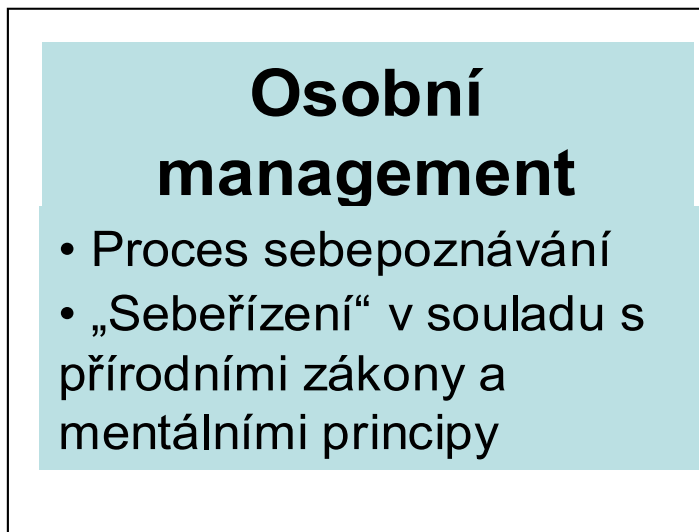 Osobní
management
• Proces sebepoznávání
• „Sebeřízení“ v souladu s
přírodními zákony a
mentálními principy